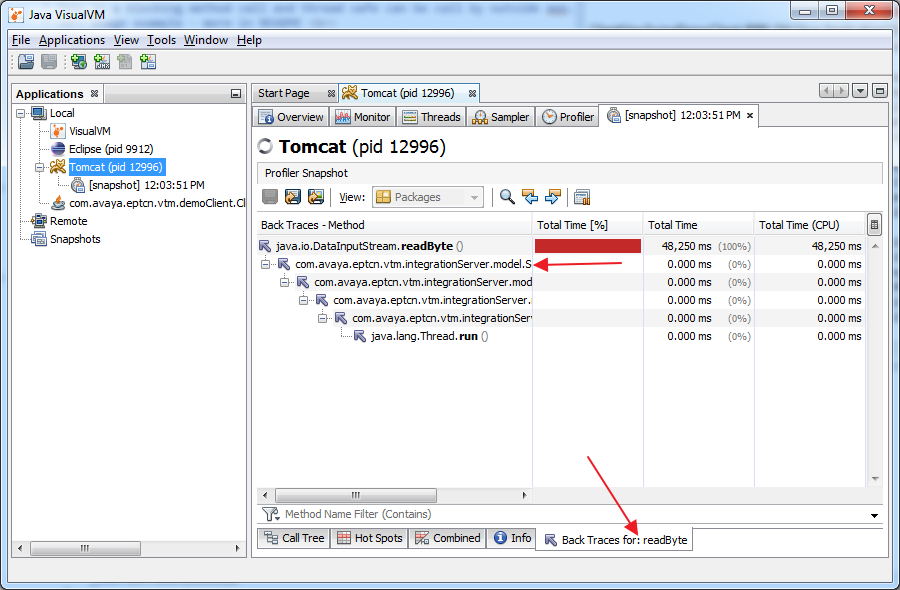 Java VisualVM
File Applications View Tools Window Help
Applications
Local
VisualVM
Eclipse (pid 9912)
Tomcat (pid 12996)
[snapshot] 12:03:51 PM
com.avaya.eptcn.vtm.demoClient.Cl
Remote
Snapshots
Start Page
Tomcat (pid 12996)
Overview Monitor Threads Sampler Profiler [snapshot] 12:03:51 PM
Tomcat (pid 12996)
Profiler Snapshot
View: Packages
Back Traces - Method Total Time [%] Total Time Total Time (CPU)
java.io.DataInputStream.readByte () 48,250 ms (100%) 48,250 ms
com.avaya.eptcn.vtm.integrationServer.model.S 0.000 ms (0%) 0.000 ms
com.avaya.eptcn.vtm.integrationServer.mod 0.000 ms (0%) 0.000 ms
com.avaya.eptcn.vtm.integrationServer. 0.000 ms (0%) 0.000 ms
com.avaya.eptcn.vtm.integrationSer 0.000 ms (0%) 0.000 ms
java.lang.Thread.run () 0.000 ms (0%) 0.000 ms
Method Name Filter (Contains)
Call Tree Hot Spots Combined Info Back Traces for: readByte